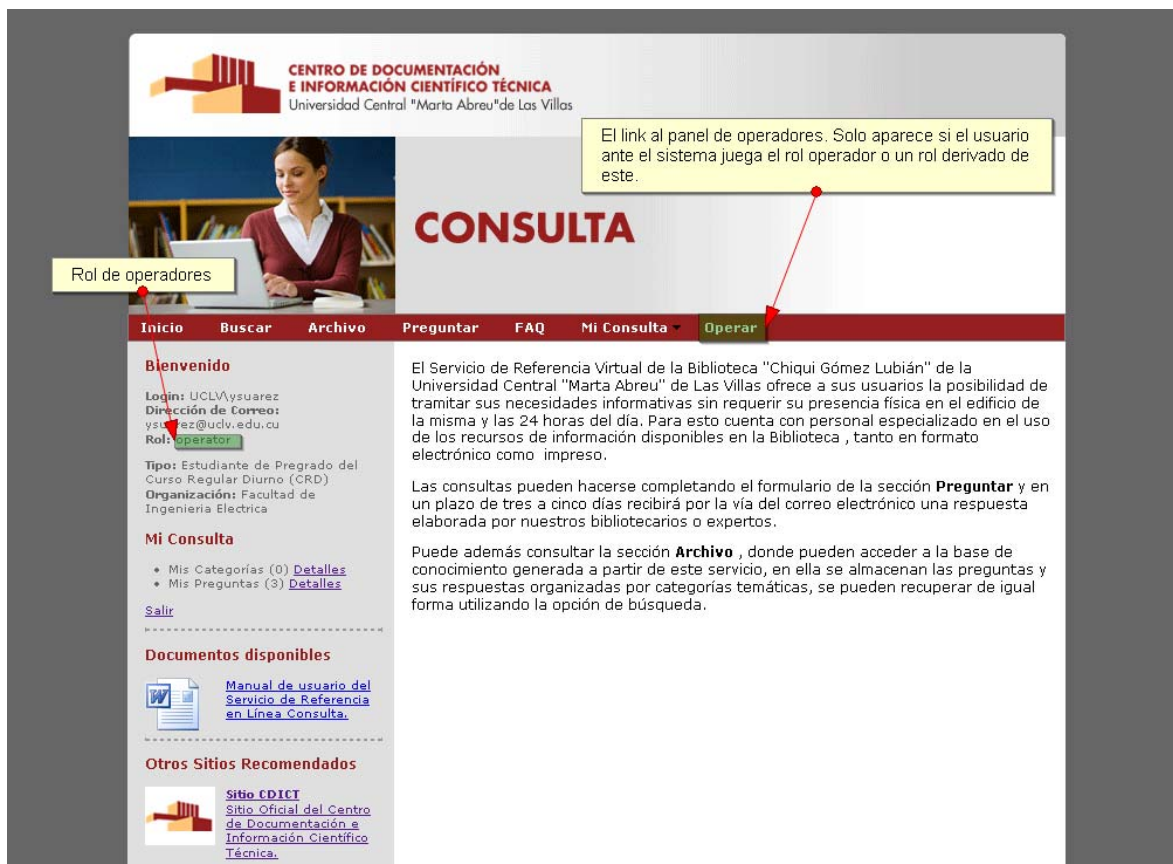 CENTRO DE DOCUMENTACIÓN
E INFORMACIÓN CIENTÍFICO TÉCNICA
Universidad Central "Marta Abreu"de Las Villas
El link al panel de operadores. Solo aparece si el usuario
ante el sistema juega el rol operador o un rol derivado de
este.
CONSULTA
Rol de operadores
Inicio Buscar Archivo Preguntar FAQ Mi Consulta Operar
Bienvenido
Login: UCLV\ysuarez
Dirección de Correo:
ysuarez@uclv.edu.cu
Rol: operator
Tipo: Estudiante de Pregrado del
Curso Regular Diurno (CRD)
Organización: Facultad de
Ingenieria Electrica
Mi Consulta
• Mis Categorías (0) Detalles
• Mis Preguntas (3) Detalles
Salir
Documentos disponibles
Manual de usuario del
Servicio de Referencia
en Línea Consulta.
Otros Sitios Recomendados
Sitio CDICT
Sitio Oficial del Centro
de Documentación e
Información Científico
Técnica.
El Servicio de Referencia Virtual de la Biblioteca "Chiqui Gómez Lubián" de la
Universidad Central "Marta Abreu" de Las Villas ofrece a sus usuarios la posibilidad de
tramitar sus necesidades informativas sin requerir su presencia física en el edificio de
la misma y las 24 horas del día. Para esto cuenta con personal especializado en el uso
de los recursos de información disponibles en la Biblioteca , tanto en formato
electrónico como impreso.
Las consultas pueden hacerse completando el formulario de la sección Preguntar y en
un plazo de tres a cinco días recibirá por la vía del correo electrónico una respuesta
elaborada por nuestros bibliotecarios o expertos.
Puede además consultar la sección Archivo , donde pueden acceder a la base de
conocimiento generada a partir de este servicio, en ella se almacenan las preguntas y
sus respuestas organizadas por categorías temáticas, se pueden recuperar de igual
forma utilizando la opción de búsqueda.